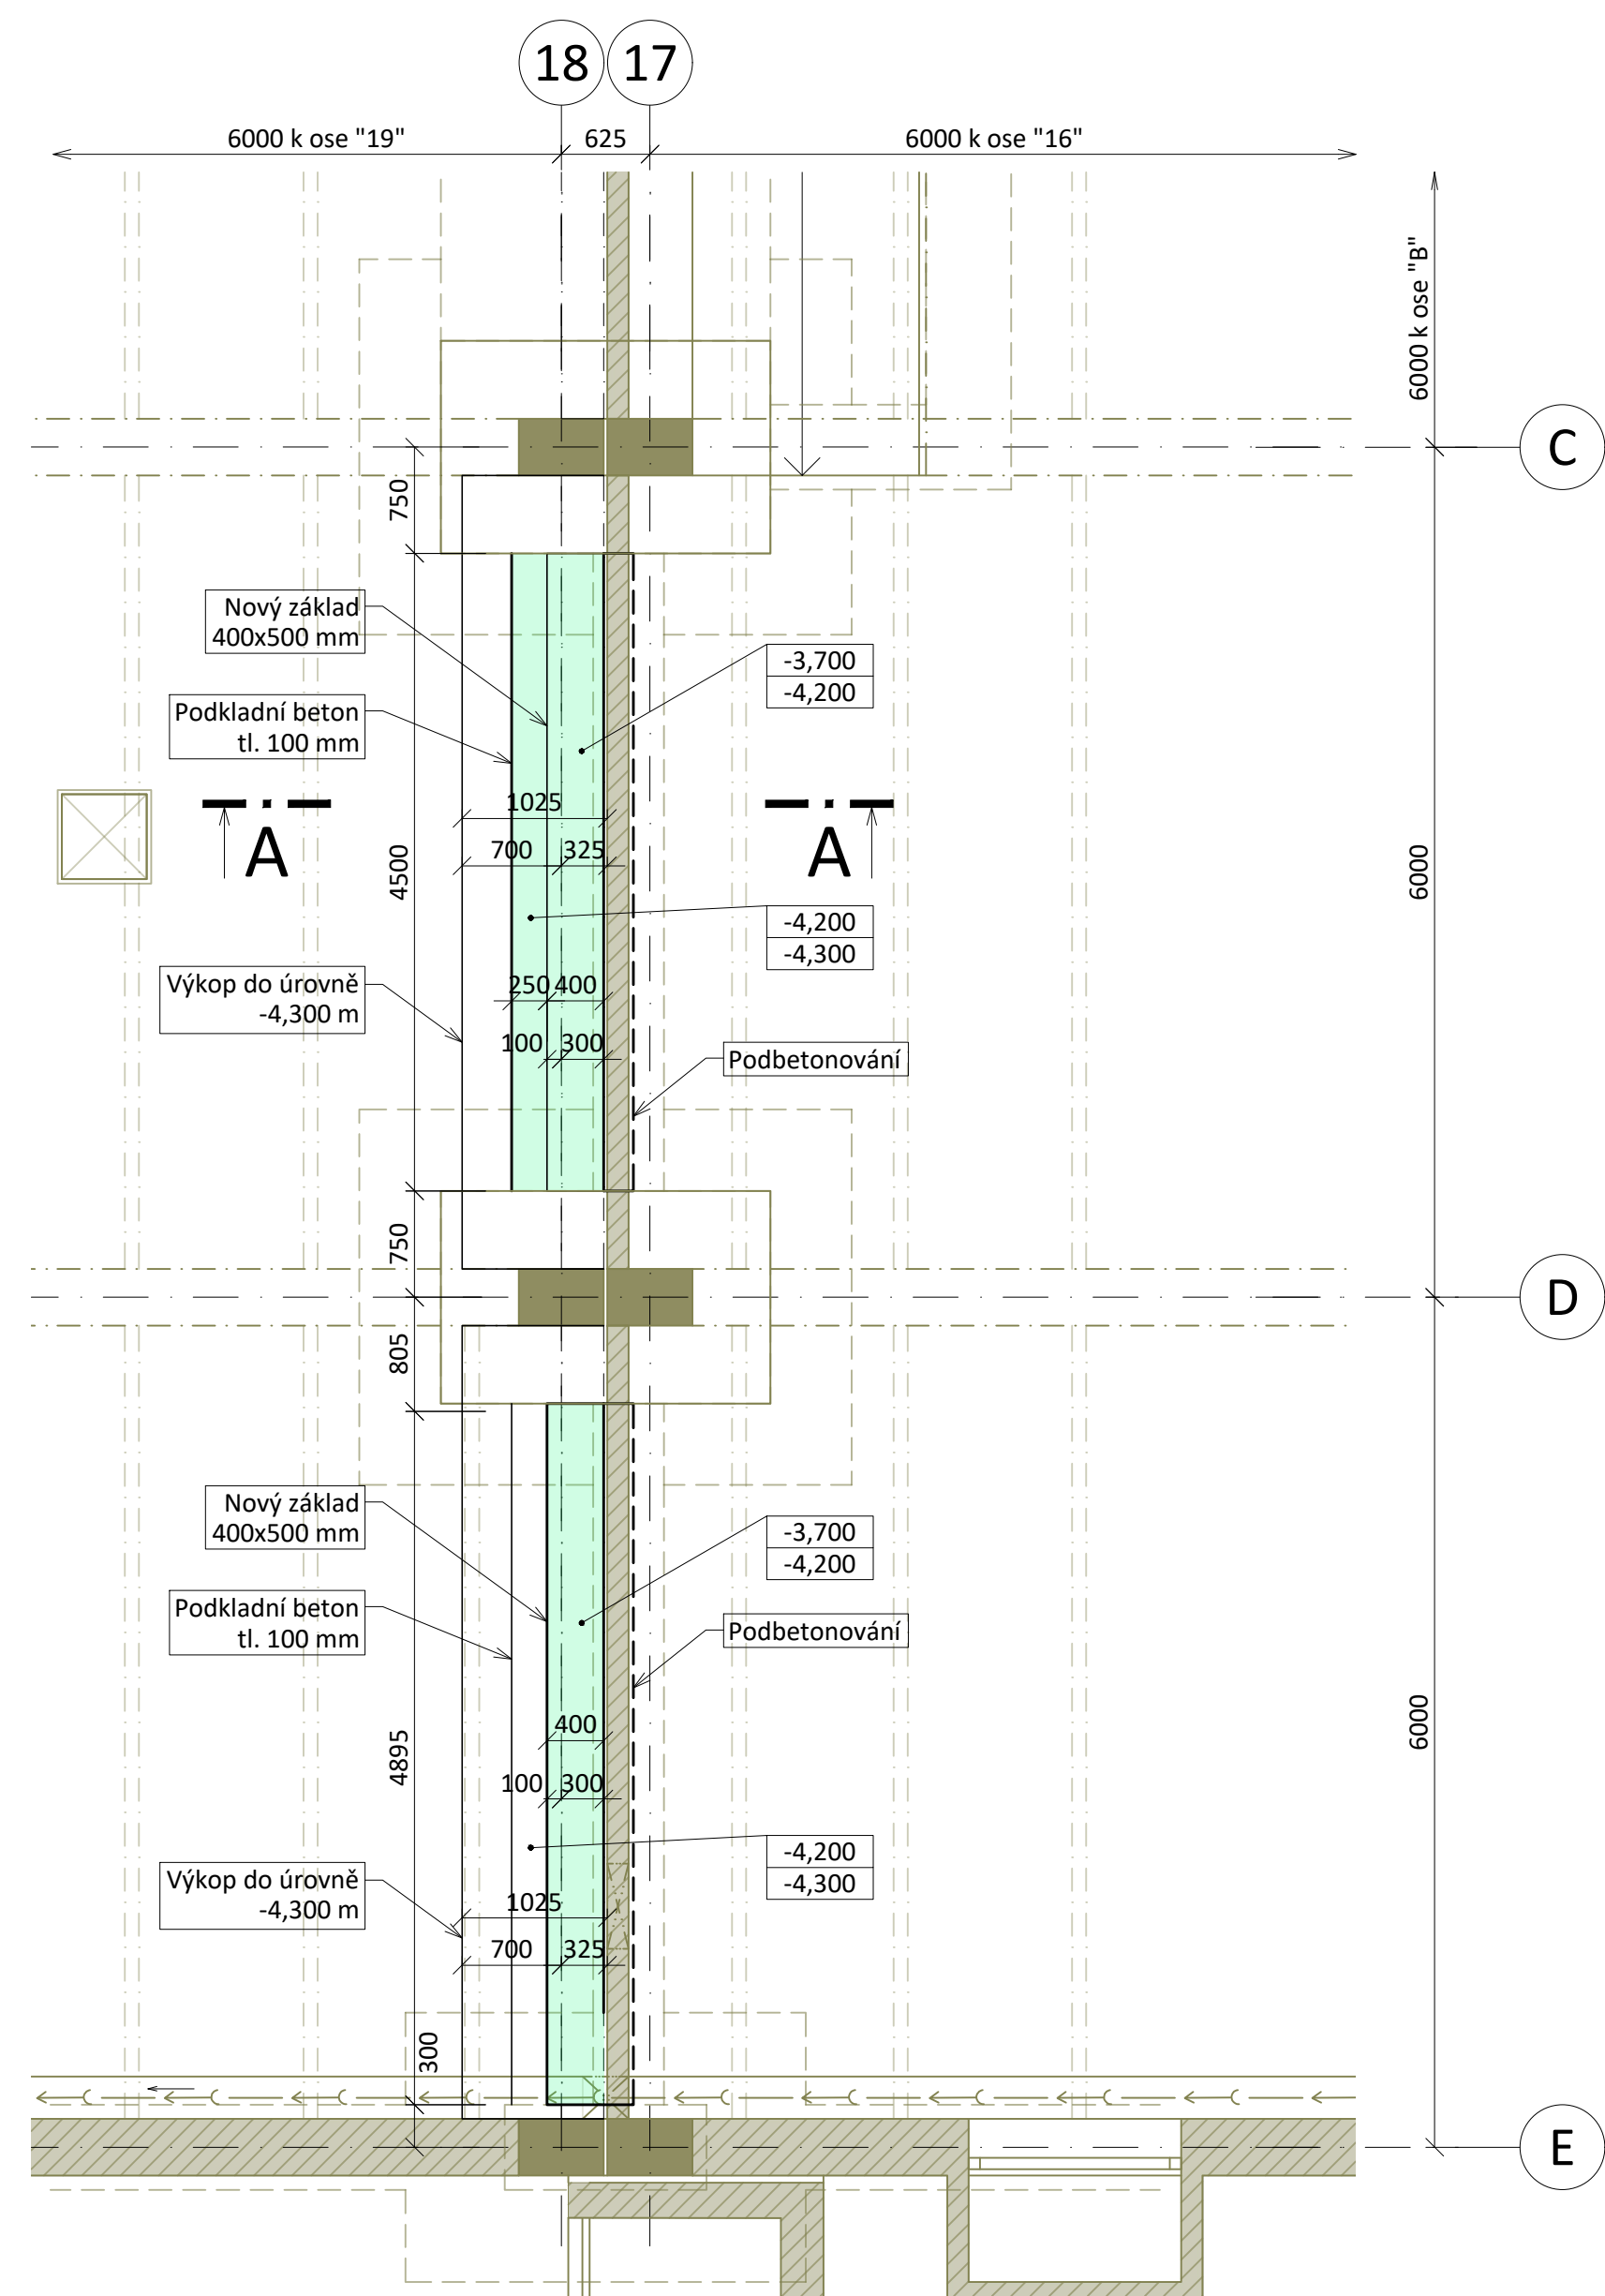 18
17
6000 k ose "19"
625
6000 k ose "16"
6000 k ose "B"
C
750
Nový základ
400x500 mm
-3,700
-4,200
Podkladní beton
tl. 100 mm
1025
A
A
700
325
4500
6000
-4,200
-4,300
Výkop do úrovně
-4,300 m
250
400
100
300
Podbetonování
750
D
805
Nový základ
400x500 mm
-3,700
-4,200
Podkladní beton
tl. 100 mm
Podbetonování
400
4895
6000
100
300
-4,200
-4,300
Výkop do úrovně
-4,300 m
1025
700
325
300
E